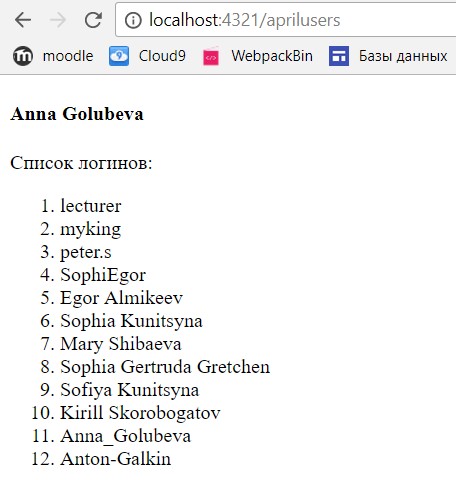 localhost:4321/aprilusers
moodle Cloud9 WebpackBin Базы данных
Anna Golubeva
Список логинов:
1. lecturer
2. myking
3. peter.s
4. SophiEgor
5. Egor Almikeev
6. Sophia Kunitsyna
7. Mary Shibaeva
8. Sophia Gertruda Gretchen
9. Sofiya Kunitsyna
10. Kirill Skorobogatov
11. Anna_Golubeva
12. Anton-Galkin